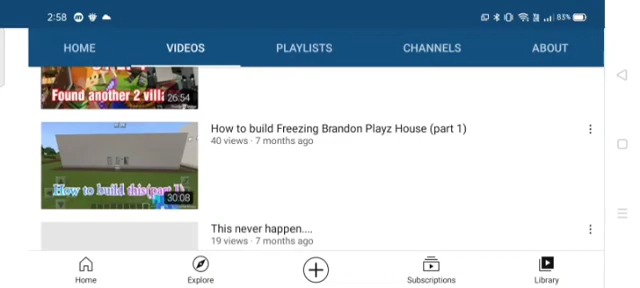 2:58
83%
HOME VIDEOS PLAYLISTS CHANNELS ABOUT
Found another 2 villa
26:54
How to build Freezing Brandon Playz House (part 1)
40 views · 7 months ago
How to build this(part 1)
30:08
This never happen....
19 views · 7 months ago
Home Explore Subscriptions Library